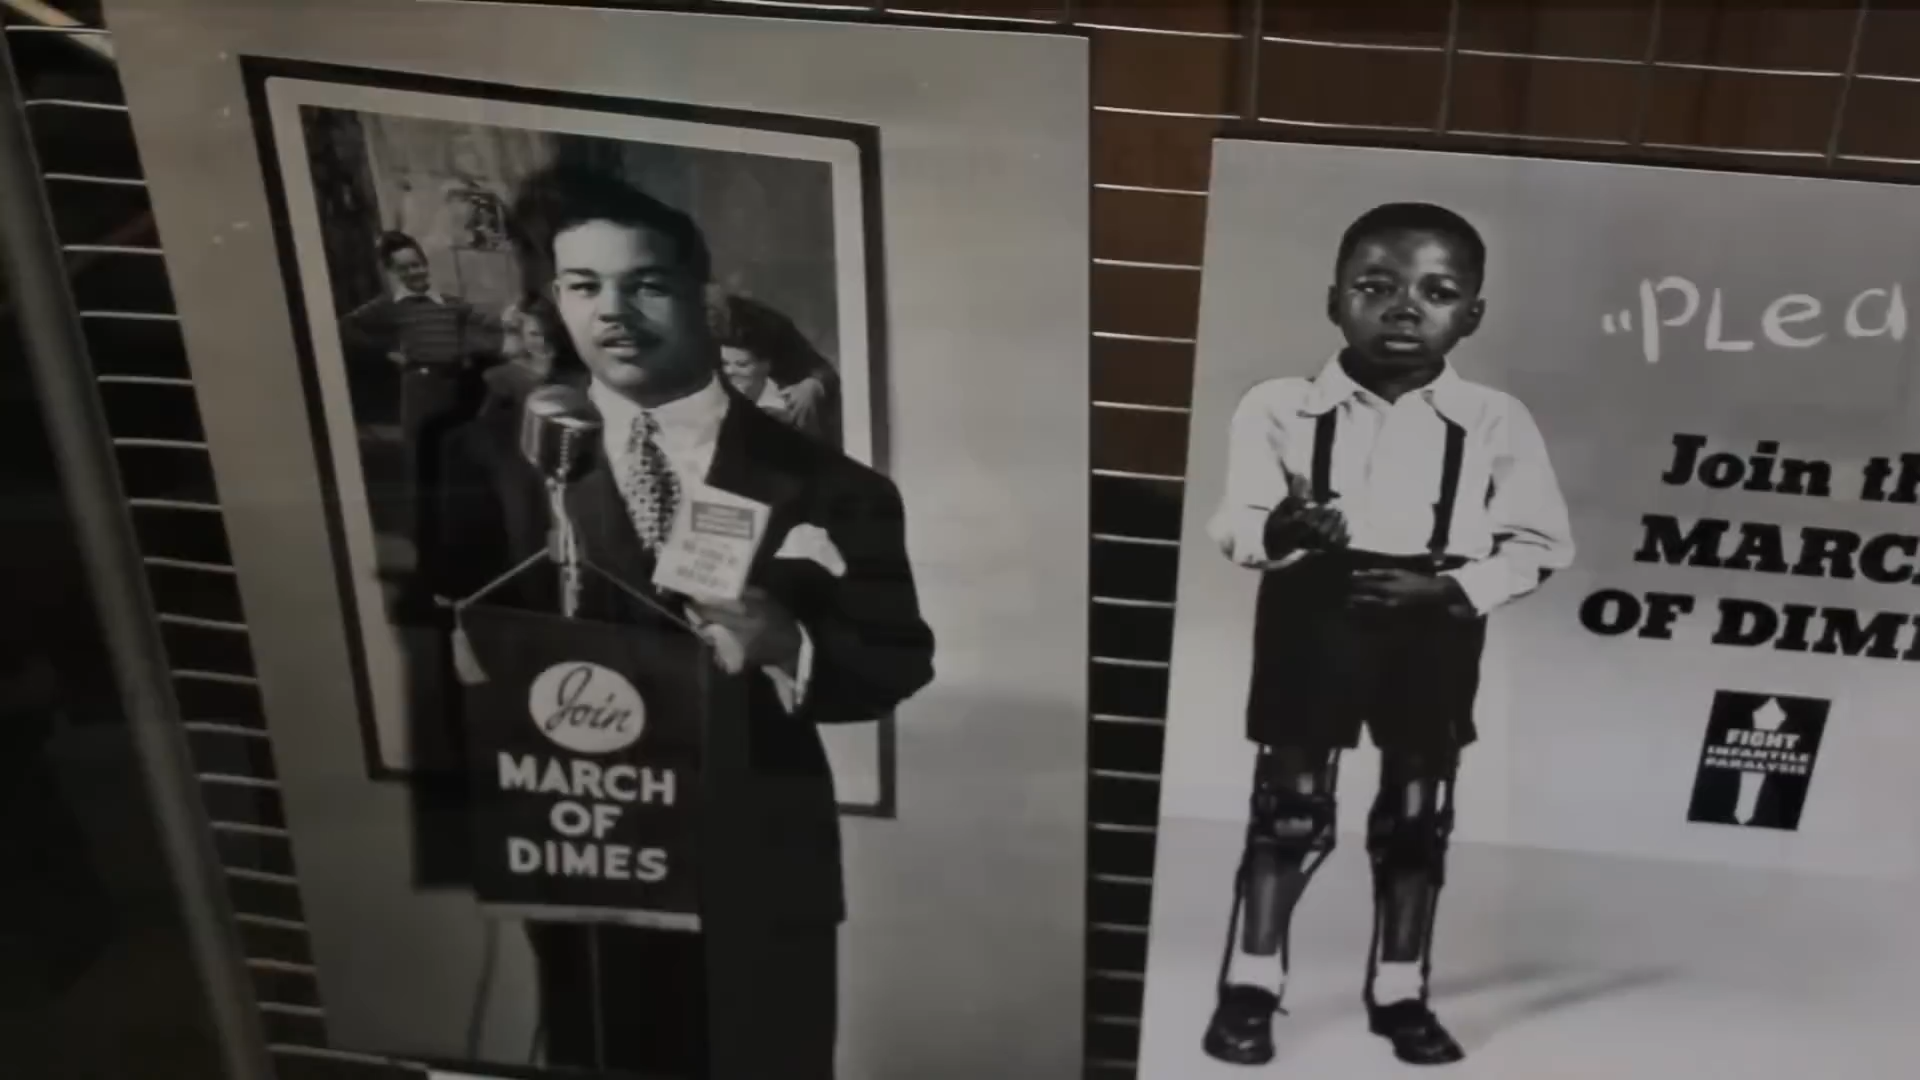 Join
MARCH
OF
DIMES
"PLea
Join th
MARC
OF DIM
FIGHT
INFANTILE
PARALYSIS